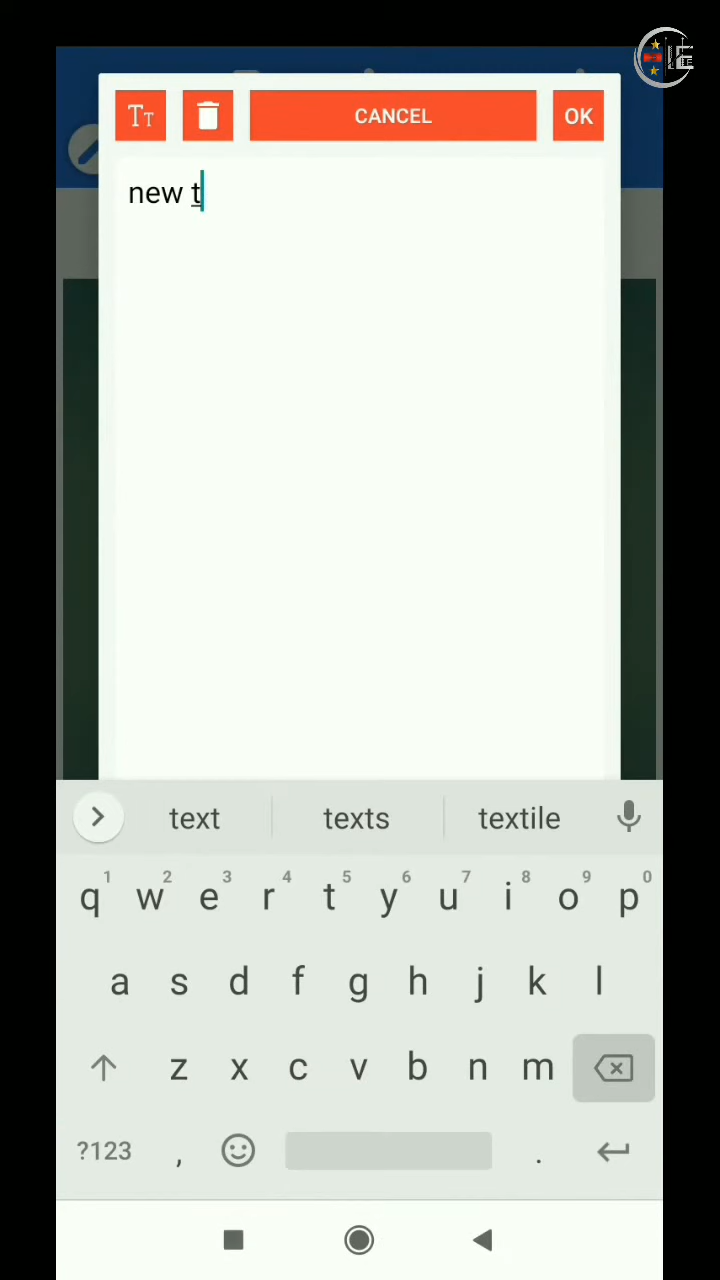 Tт CANCEL OK
new t
text texts textile
1 2 3 4 5 6 7 8 9 0
q w e r t y u i o p
a s d f g h j k l
z x c v b n m
?123 , .